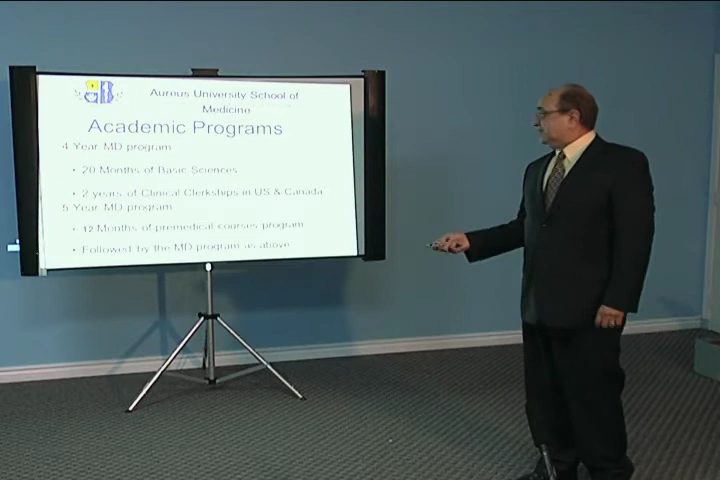 Aureus University School of
Medicine
Academic Programs
4 Year MD program
• 20 Months of Basic Sciences
• 2 years of Clinical Clerkships in US & Canada
5 Year MD program
• 12 Months of premedical courses program
• Followed by the MD program as above